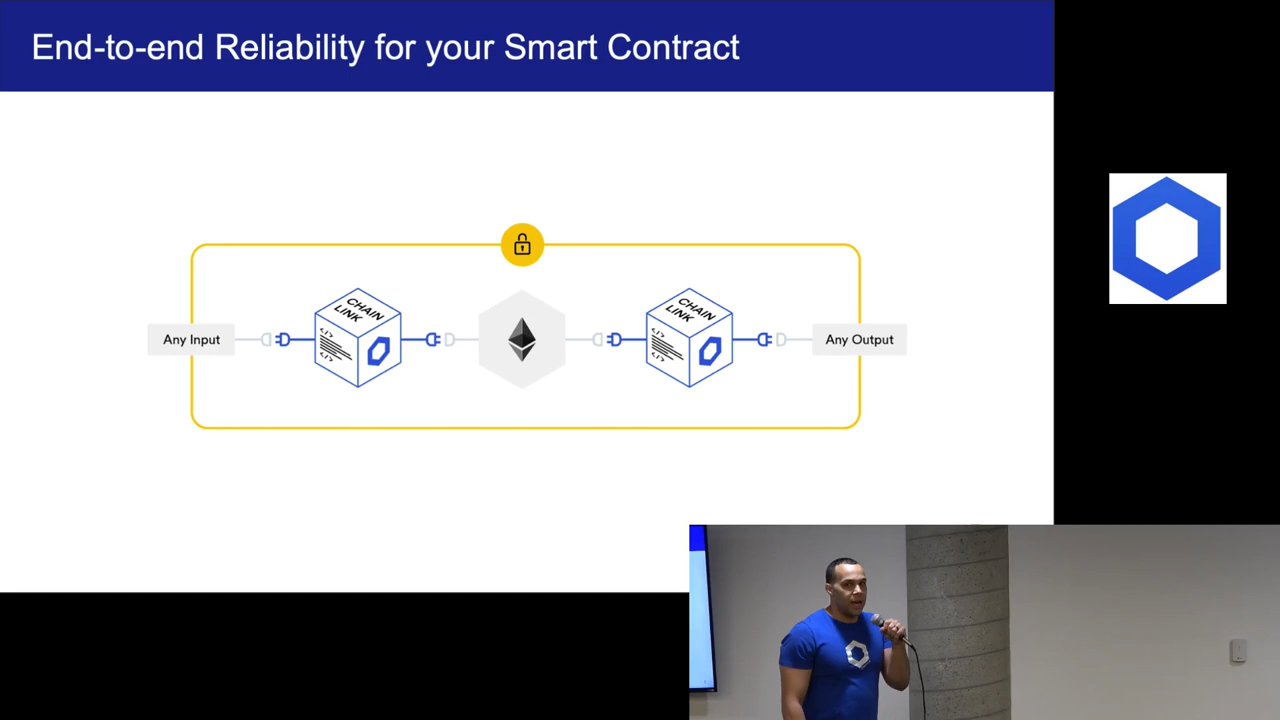 End-to-end Reliability for your Smart Contract
Any Input
CHAIN
LINK
</>
</>
CHAIN
LINK
</>
</>
Any Output